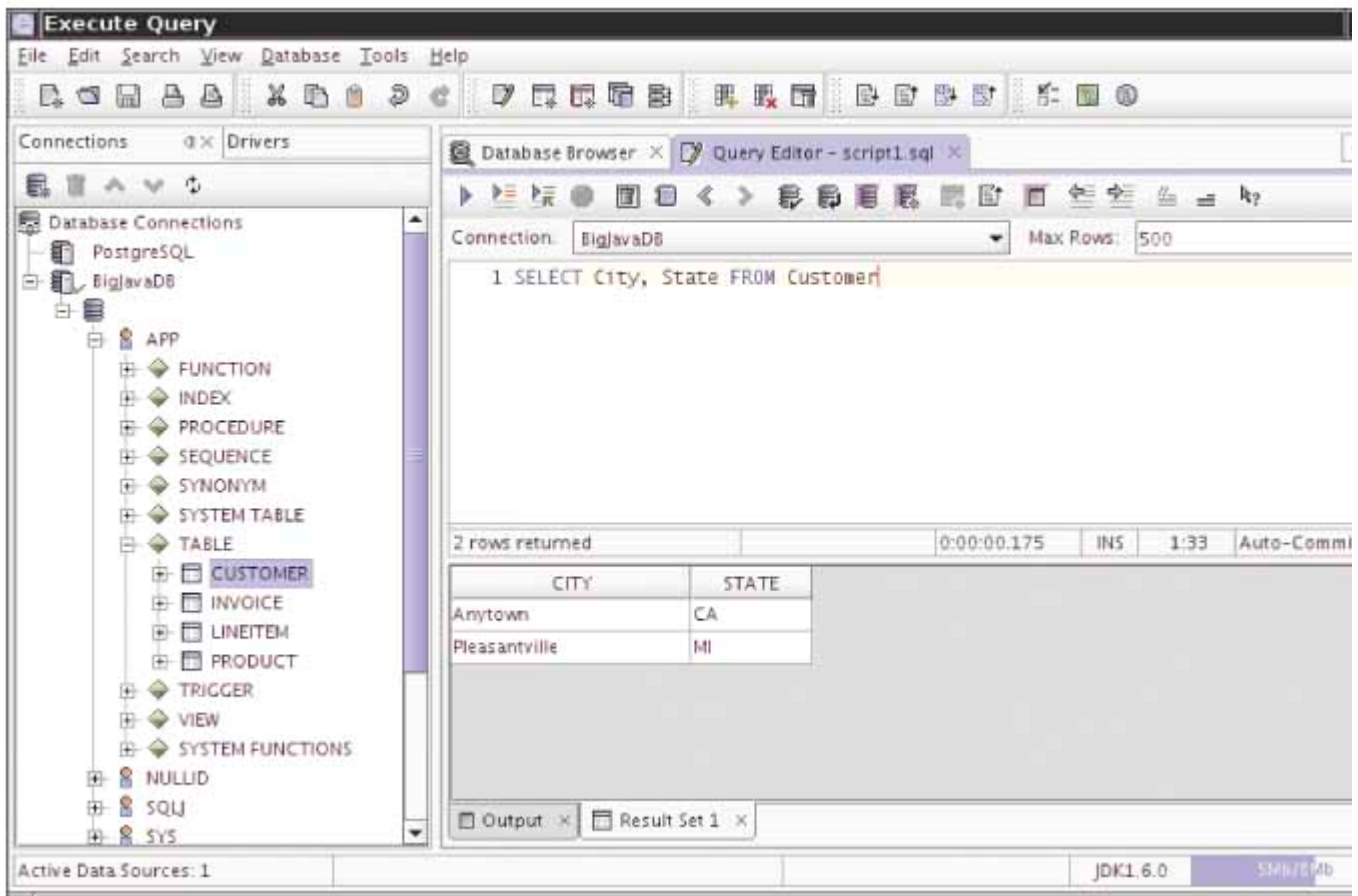 Execute Query
File Edit Search View Database Tools Help
Connections Drivers
Database Connections
PostgreSQL
BigJavaDB
APP
FUNCTION
INDEX
PROCEDURE
SEQUENCE
SYNONYM
SYSTEM TABLE
TABLE
CUSTOMER
INVOICE
LINEITEM
PRODUCT
TRIGGER
VIEW
SYSTEM FUNCTIONS
NULLID
SQLJ
SYS
Database Browser Query Editor - script1.sql
Connection: BigJavaDB Max Rows: 500
1 SELECT City, State FROM Customer
2 rows returned 0:00:00.175 INS 1:33 Auto-Commi
CITY STATE
Anytown CA
Pleasantville MI
Output Result Set 1
Active Data Sources: 1 JDK1.6.0